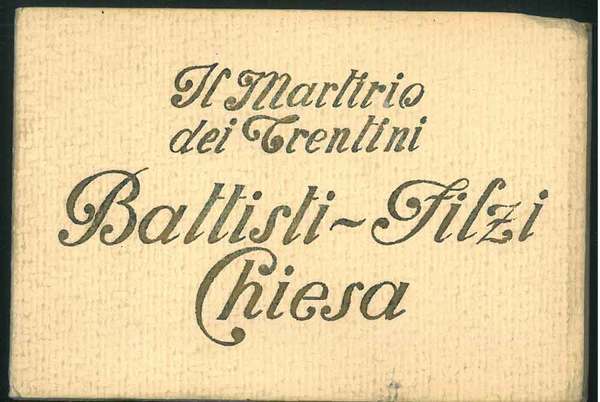 Il Martirio
dei Trentini
Battisti~Filzi
Chiesa